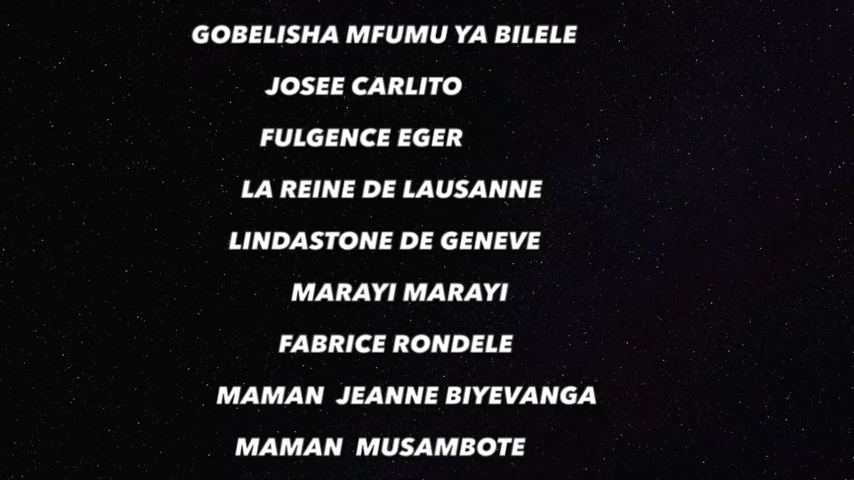 GOBELISHA MFUMU YA BILELE
JOSEE CARLITO
FULGENCE EGER
LA REINE DE LAUSANNE
LINDASTONE DE GENEVE
MARAYI MARAYI
FABRICE RONDELE
MAMAN JEANNE BIYEVANGA
MAMAN MUSAMBOTE